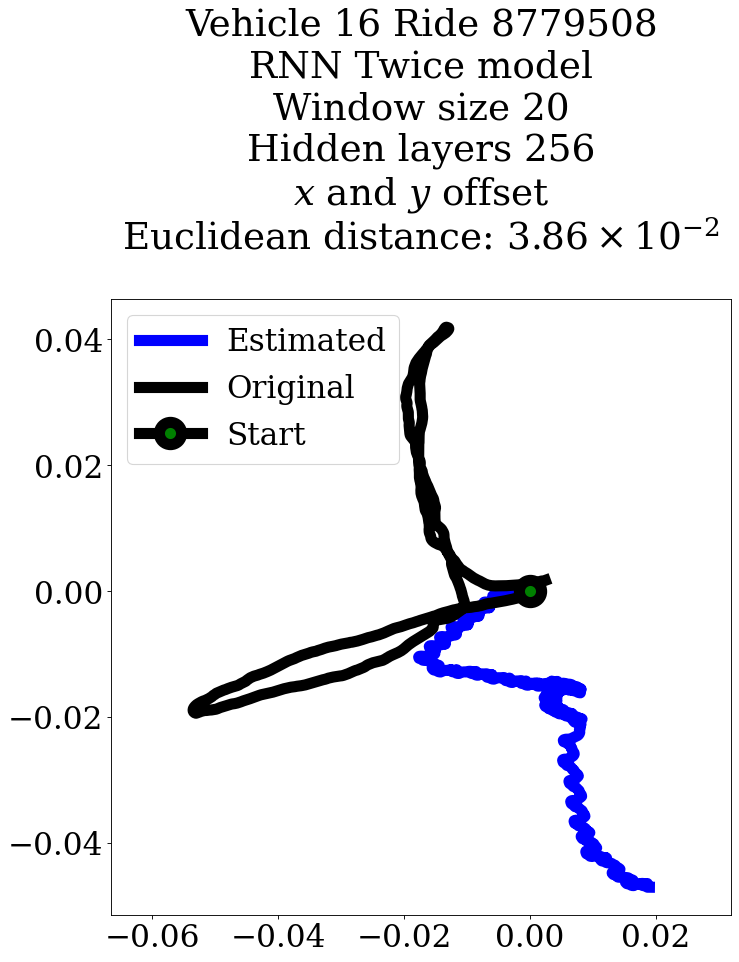 Vehicle 16 Ride 8779508
RNN Twice model
Window size 20
Hidden layers 256
x and y offset
Euclidean distance: 3.86 × 10⁻²
Estimated
Original
Start
0.04
0.02
0.00
−0.02
−0.04
−0.06 −0.04 −0.02 0.00 0.02